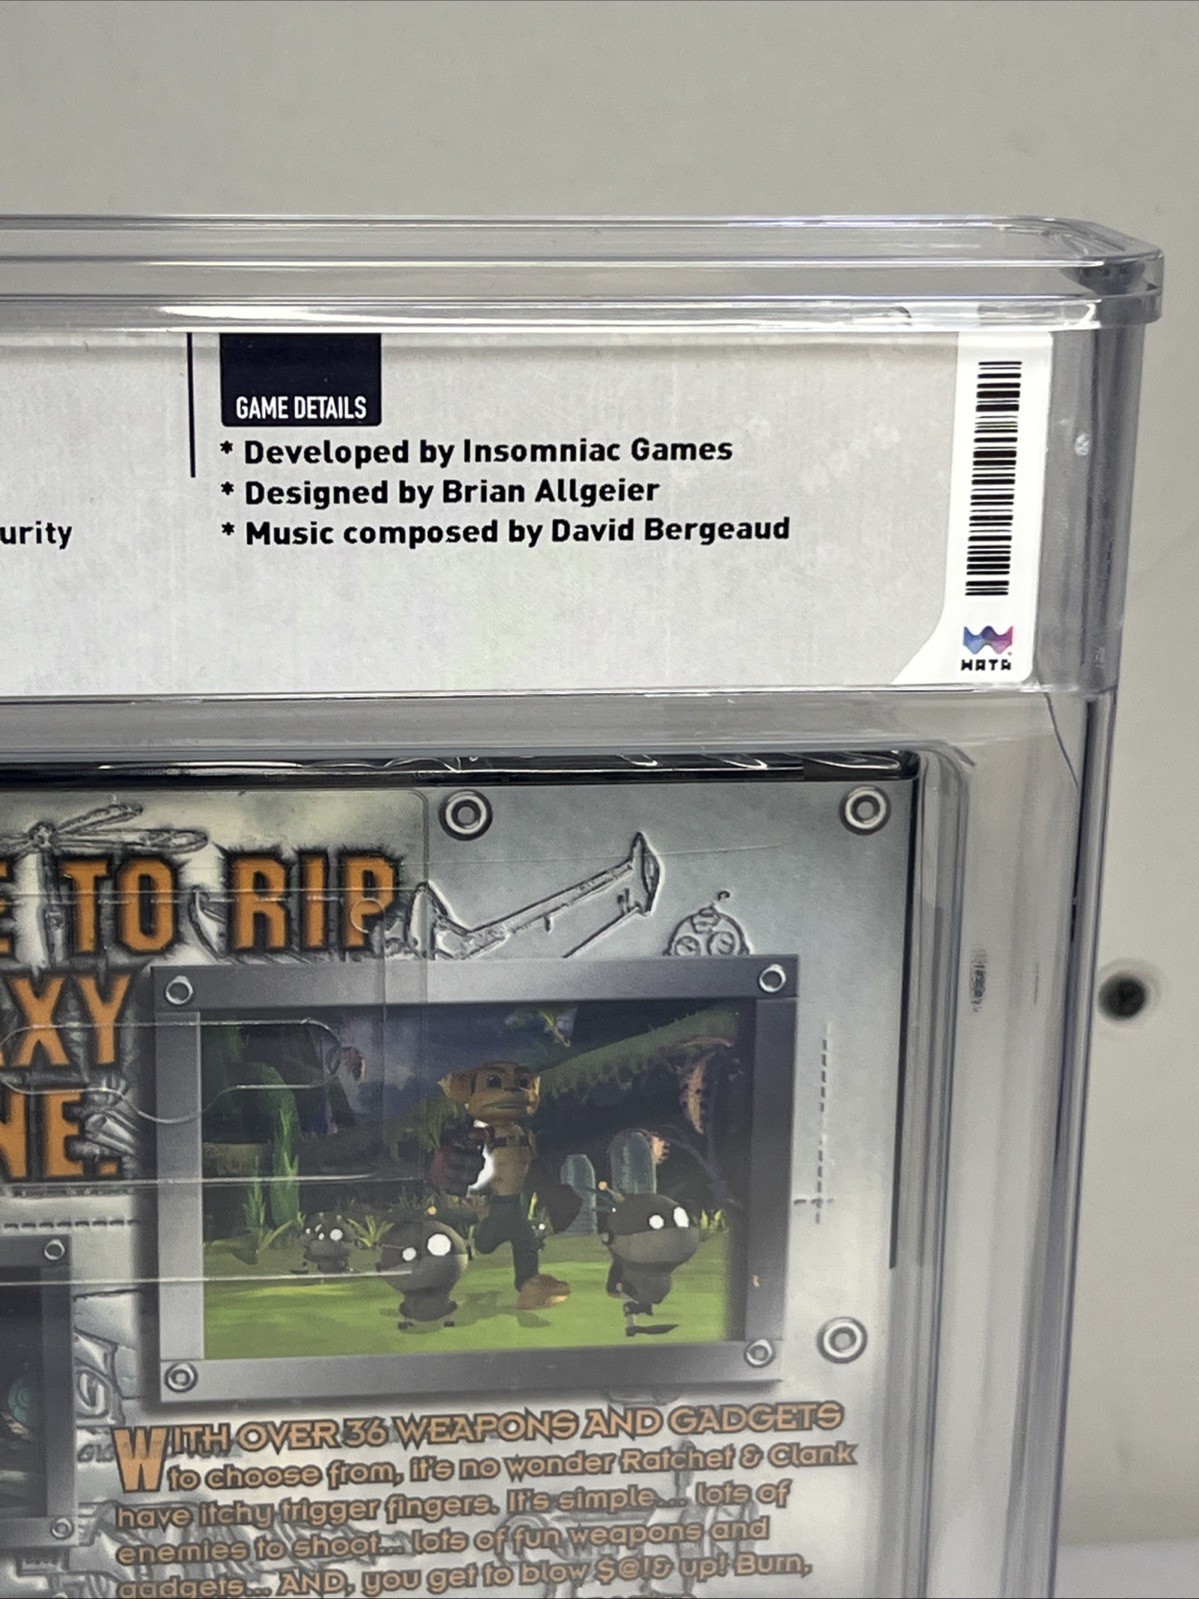 GAME DETAILS
* Developed by Insomniac Games
* Designed by Brian Allgeier
urity
* Music composed by David Bergeaud
WATA
E TO RIP
AXY
NE.
WITH OVER 36 WEAPONS AND GADGETS
to choose from, it's no wonder Ratchet & Clank
have itchy trigger fingers. It's simple... lots of
enemies to shoot... lots of fun weapons and
gadgets... AND, you get to blow $@!& up! Burn,